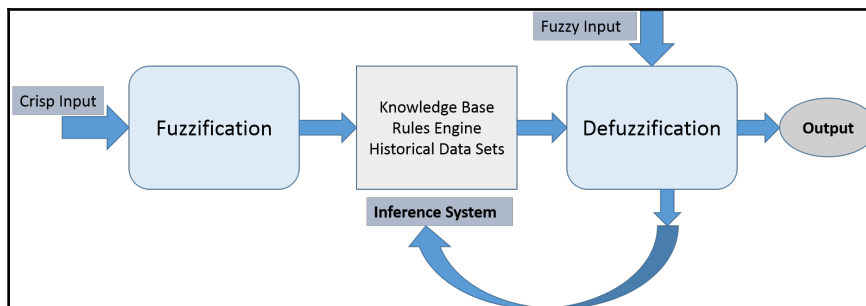 Fuzzy Input
Crisp Input
Fuzzification
Knowledge Base
Rules Engine
Historical Data Sets
Defuzzification
Output
Inference System